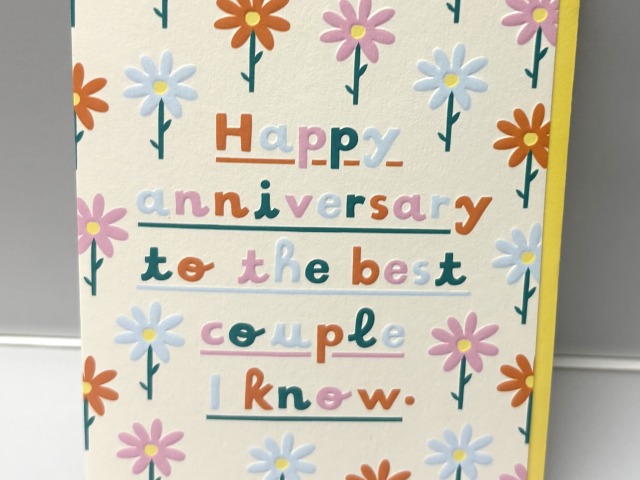 Happy
anniversary
to the best
couple
I know.